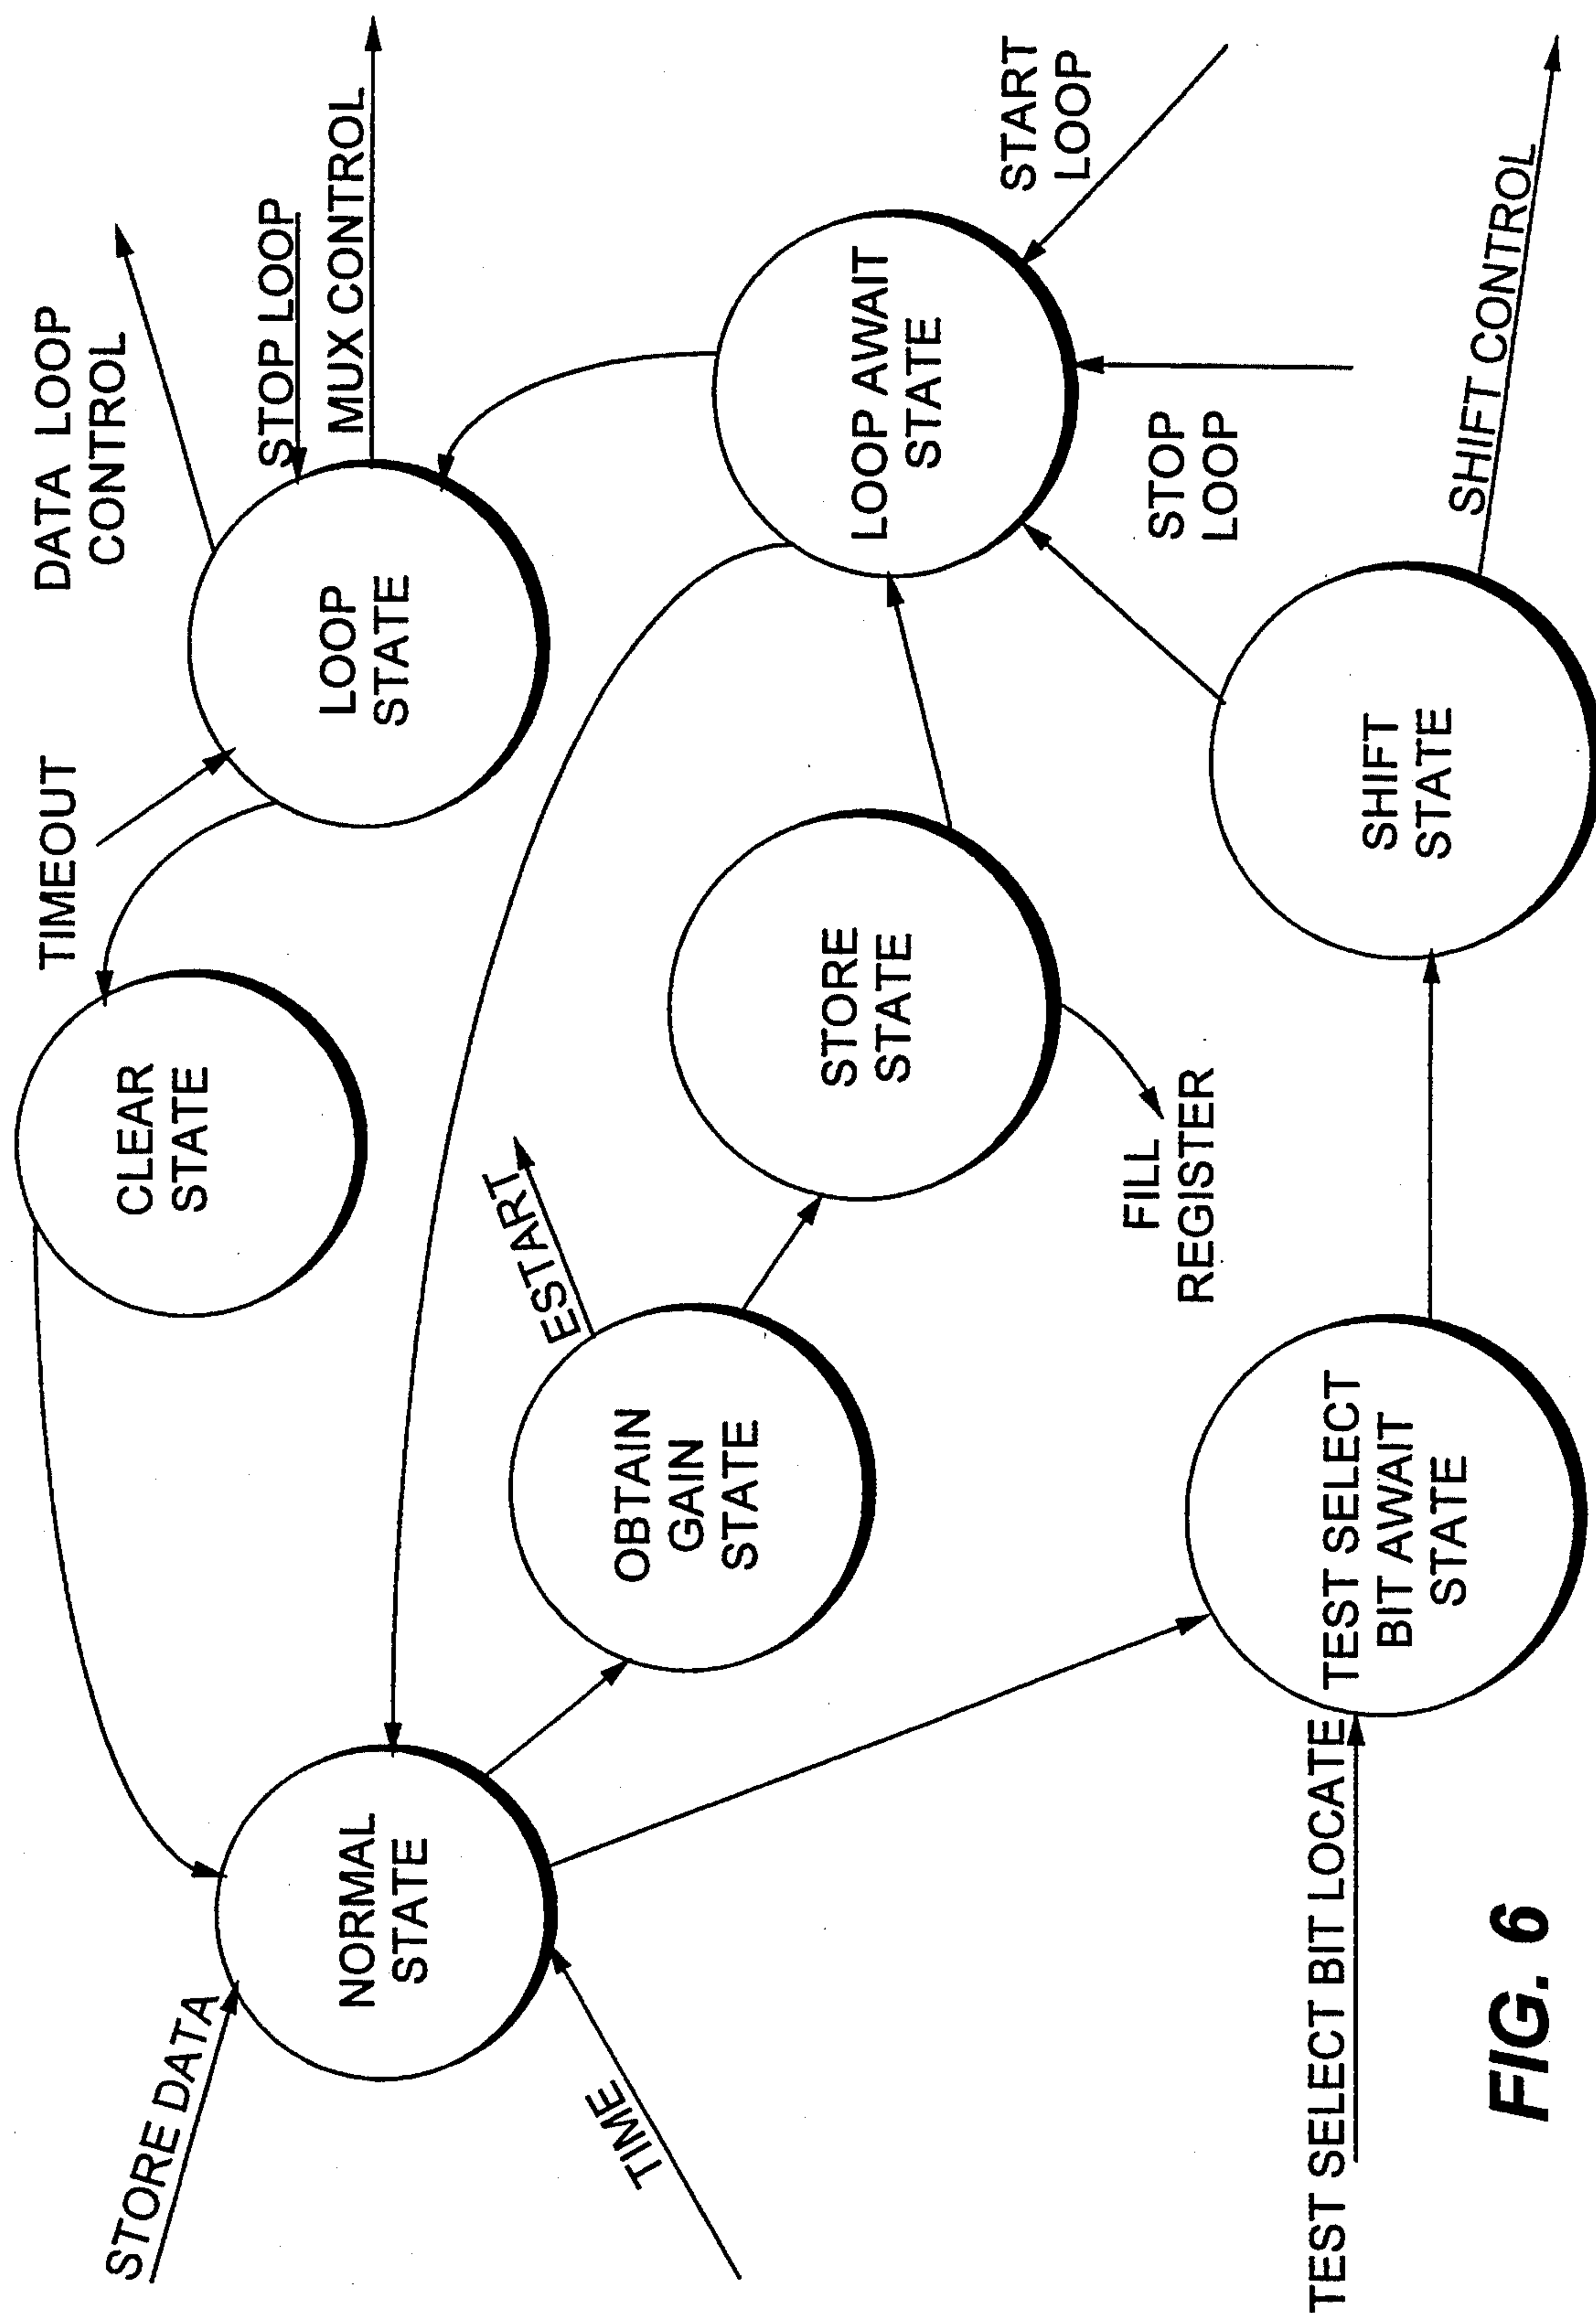 STORE DATA
TIME
NORMAL
STATE
CLEAR
STATE
TIMEOUT
LOOP
STATE
DATA LOOP
CONTROL
STOP LOOP
MUX CONTROL
OBTAIN
GAIN
STATE
ESTART
STORE
STATE
FILL
REGISTER
LOOP AWAIT
STATE
START
LOOP
STOP
LOOP
TEST SELECT BIT LOCATE
TEST SELECT
BIT AWAIT
STATE
SHIFT
STATE
SHIFT CONTROL
FIG. 6